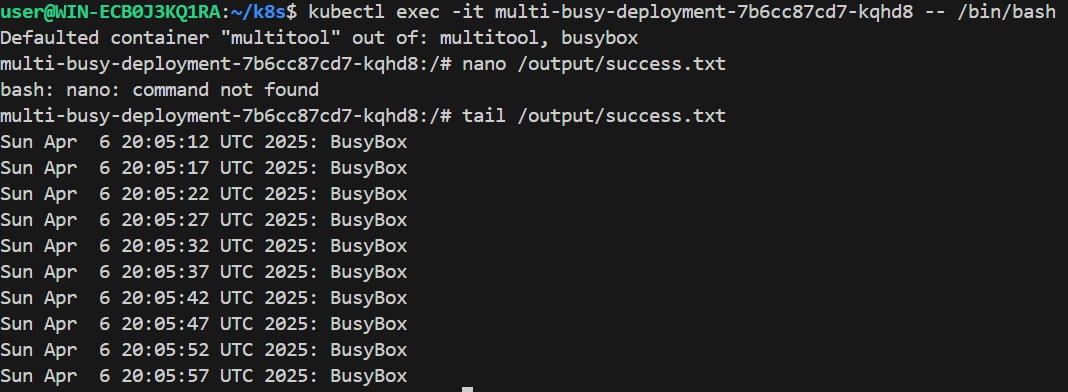 user@WIN-ECB0J3KQ1RA:~/k8s$ kubectl exec -it multi-busy-deployment-7b6cc87cd7-kqhd8 -- /bin/bash
Defaulted container "multitool" out of: multitool, busybox
multi-busy-deployment-7b6cc87cd7-kqhd8:/# nano /output/success.txt
bash: nano: command not found
multi-busy-deployment-7b6cc87cd7-kqhd8:/# tail /output/success.txt
Sun Apr  6 20:05:12 UTC 2025: BusyBox
Sun Apr  6 20:05:17 UTC 2025: BusyBox
Sun Apr  6 20:05:22 UTC 2025: BusyBox
Sun Apr  6 20:05:27 UTC 2025: BusyBox
Sun Apr  6 20:05:32 UTC 2025: BusyBox
Sun Apr  6 20:05:37 UTC 2025: BusyBox
Sun Apr  6 20:05:42 UTC 2025: BusyBox
Sun Apr  6 20:05:47 UTC 2025: BusyBox
Sun Apr  6 20:05:52 UTC 2025: BusyBox
Sun Apr  6 20:05:57 UTC 2025: BusyBox